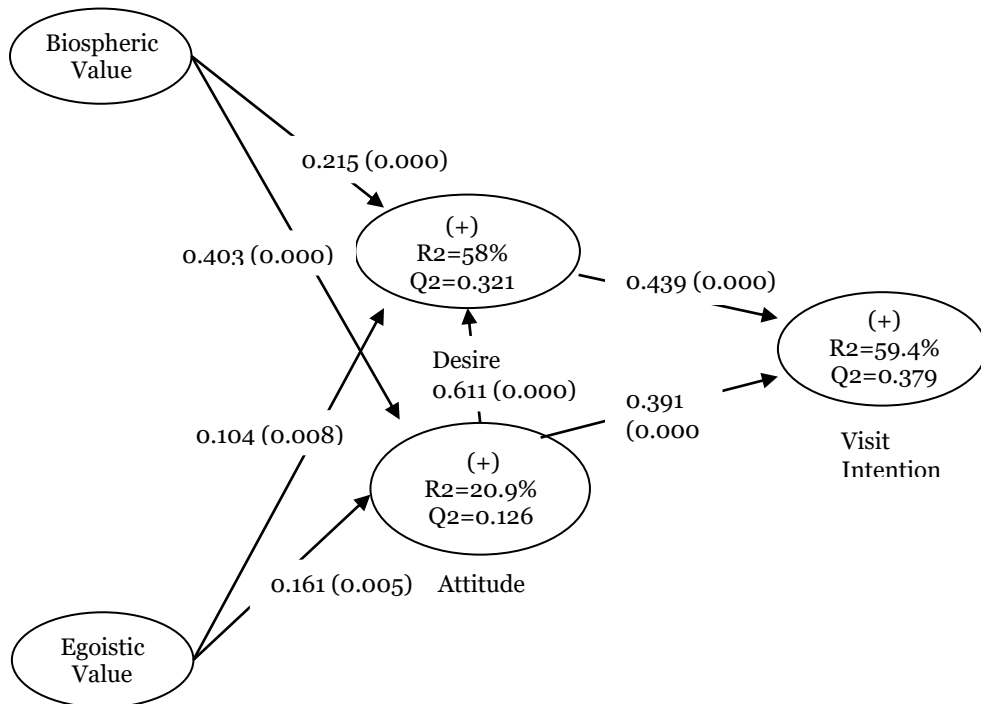 Biospheric
Value
0.215 (0.000)
(+)
R2=58%
Q2=0.321
0.403 (0.000)
0.439 (0.000)
(+)
R2=59.4%
Q2=0.379
Desire
0.611 (0.000)
0.391
(0.000
0.104 (0.008)
Visit
Intention
(+)
R2=20.9%
Q2=0.126
0.161 (0.005)
Attitude
Egoistic
Value